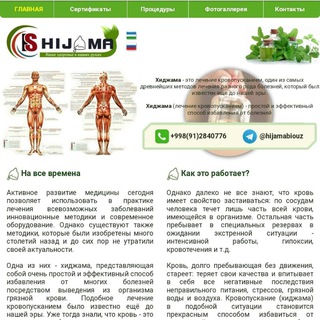 ГЛАВНАЯ Сертификаты Процедуры Фотогаллерея Контакты
HIJAMA
Хиджама - это лечение кровопусканием, один из самых
древнейших методов лечение разного рода болезней, который был
известен еще до нашей эры.
Хиджама (лечение кровопусканием) - простой и эффективный
способ избавления от болезней
+998(91)2840776 @hijamabiouz
На все времена
Активное развитие медицины сегодня
позволяет использовать в практике
лечения всевозможных заболеваний
инновационные методики и современное
оборудование. Однако существуют также
методики, которые были изобретены много
столетий назад и до сих пор не утратили
своей актуальности.
Одна из них - хиджама, представляющая
собой очень простой и эффективный способ
избавления от многих болезней
посредством выведения из организма
грязной крови. Подобное лечение
кровопусканием было известно ещё до
нашей эры. Уже тогда знали, что кровь - это
Как это работает?
Однако далеко не все знают, что кровь
имеет свойство застаиваться: по сосудам
человека течет лишь часть всей крови,
имеющейся в организме. Остальная часть
пребывает в специальных резервах в
ожидании экстренной ситуации -
интенсивной работы, гипоксии,
кровотечения и т.д.
Кровь, долго пребывающая без движения,
стареет: теряет свои качества и впитывает
в себя все негативные последствия
неправильного питания, стрессов, грязной
воды и воздуха. Кровопускание (хиджама)
в подобной ситуации становится
прекрасным способом избавиться от